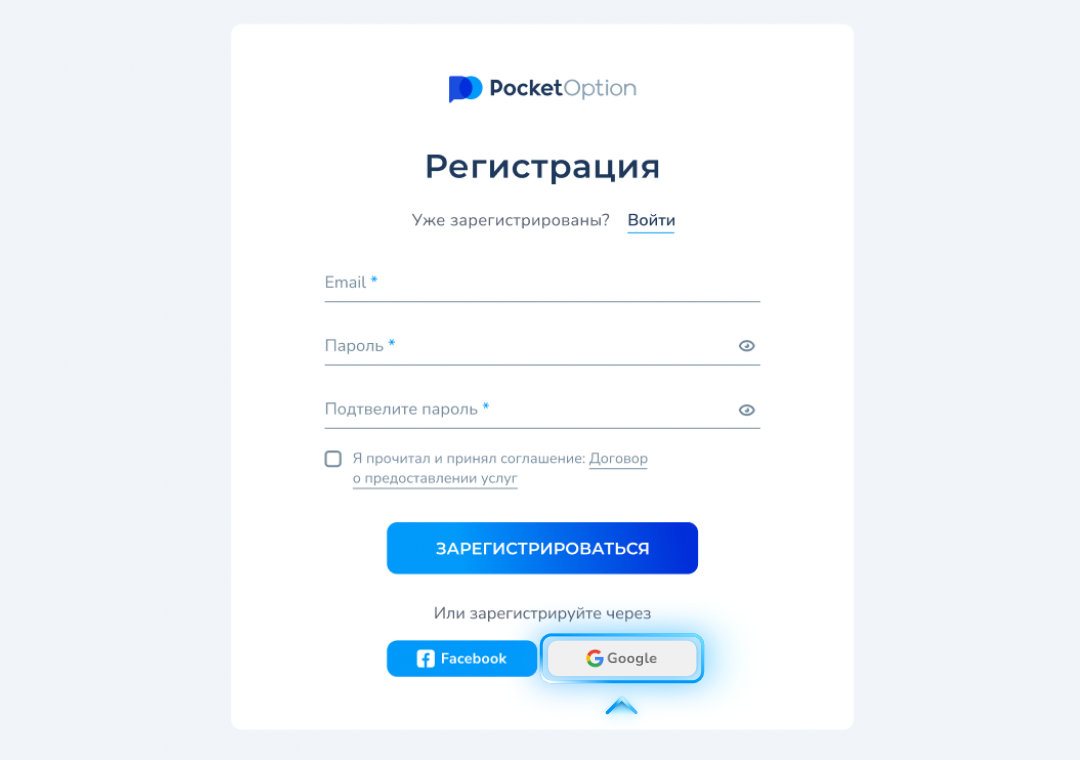 PocketOption
Регистрация
Уже зарегистрированы? Войти
Email *
Пароль *
Подтвелите пароль *
Я прочитал и принял соглашение: Договор
о предоставлении услуг
ЗАРЕГИСТРИРОВАТЬСЯ
Или зарегистрируйте через
Facebook Google